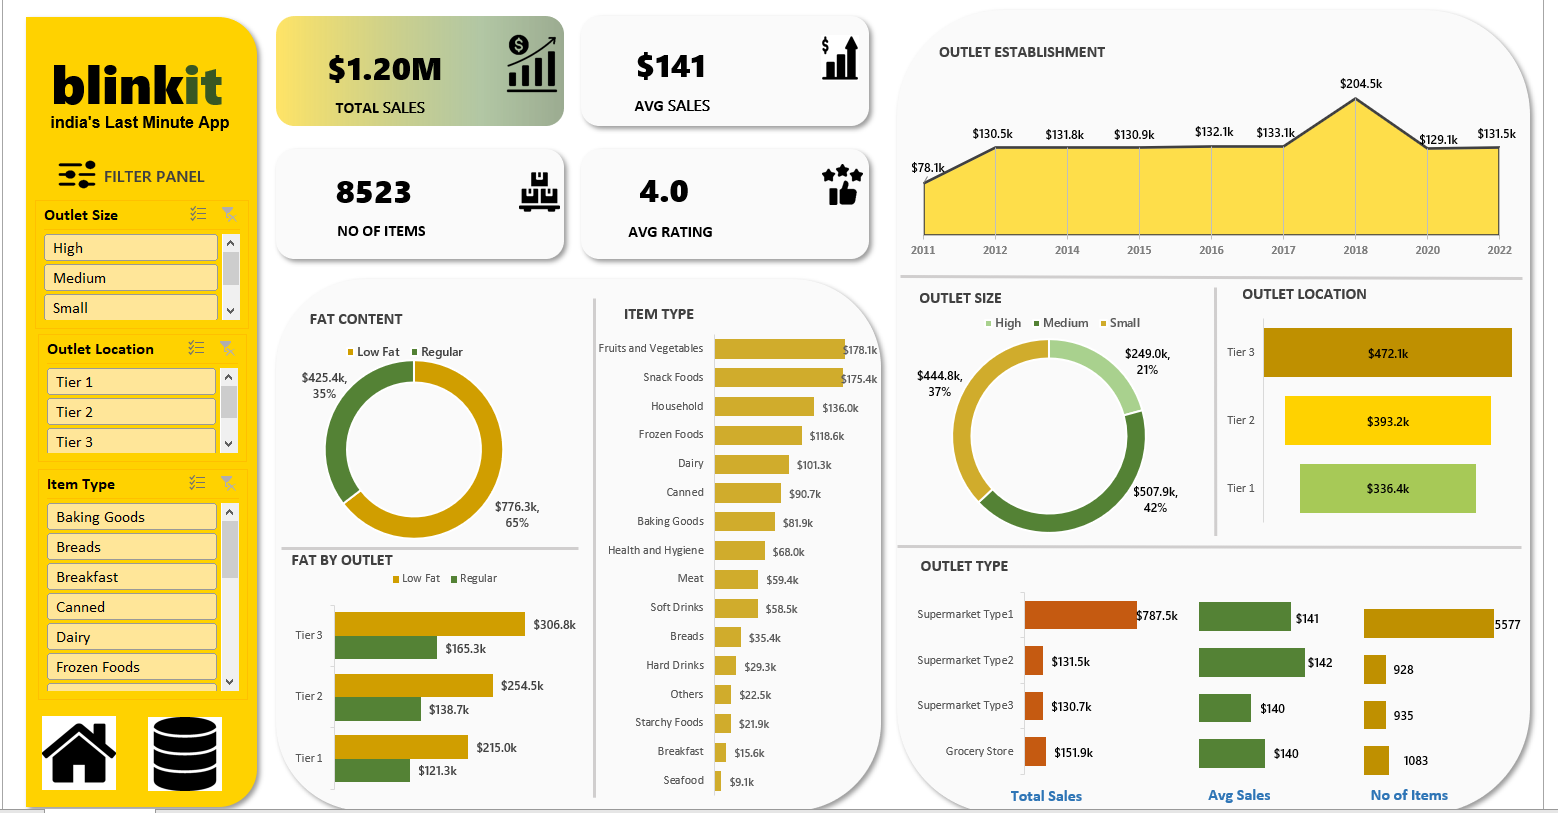 blinkit
india's Last Minute App
FILTER PANEL
Outlet Size
High
Medium
Small
Outlet Location
Tier 1
Tier 2
Tier 3
Item Type
Baking Goods
Breads
Breakfast
Canned
Dairy
Frozen Foods
$1.20M
TOTAL SALES
$
$141
AVG SALES
$
8523
NO OF ITEMS
4.0
AVG RATING
FAT CONTENT
Low Fat Regular
$425.4k,
35%
$776.3k,
65%
FAT BY OUTLET
Low Fat Regular
Tier 3 $306.8k
$165.3k
Tier 2 $254.5k
$138.7k
Tier 1 $215.0k
$121.3k
ITEM TYPE
Fruits and Vegetables $178.1k
Snack Foods $175.4k
Household $136.0k
Frozen Foods $118.6k
Dairy $101.3k
Canned $90.7k
Baking Goods $81.9k
Health and Hygiene $68.0k
Meat $59.4k
Soft Drinks $58.5k
Breads $35.4k
Hard Drinks $29.3k
Others $22.5k
Starchy Foods $21.9k
Breakfast $15.6k
Seafood $9.1k
OUTLET ESTABLISHMENT
$78.1k $130.5k $131.8k $130.9k $132.1k $133.1k $204.5k $129.1k $131.5k
2011 2012 2014 2015 2016 2017 2018 2020 2022
OUTLET SIZE
High Medium Small
$249.0k,
21%
$444.8k,
37%
$507.9k,
42%
OUTLET LOCATION
Tier 3 $472.1k
Tier 2 $393.2k
Tier 1 $336.4k
OUTLET TYPE
Supermarket Type1 $787.5k $141 5577
Supermarket Type2 $131.5k $142 928
Supermarket Type3 $130.7k $140 935
Grocery Store $151.9k $140 1083
Total Sales Avg Sales No of Items